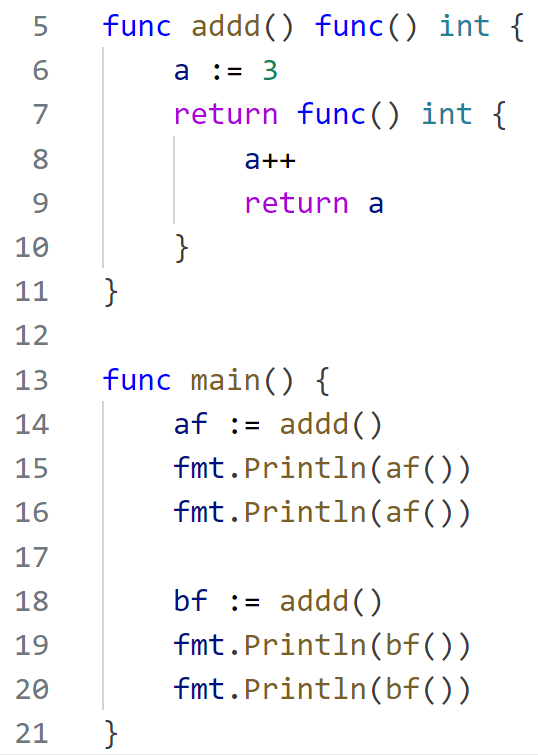 5 func addd() func() int {
6     a := 3
7     return func() int {
8         a++
9         return a
10     }
11 }
12
13 func main() {
14     af := addd()
15     fmt.Println(af())
16     fmt.Println(af())
17
18     bf := addd()
19     fmt.Println(bf())
20     fmt.Println(bf())
21 }